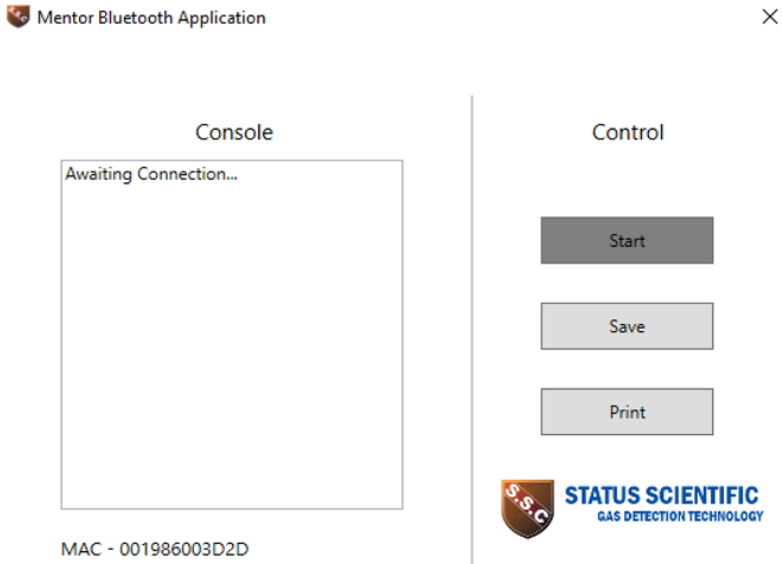 Mentor Bluetooth Application
Console
Awaiting Connection...
MAC - 001986003D2D
Control
Start
Save
Print
S.S.C
STATUS SCIENTIFIC
GAS DETECTION TECHNOLOGY